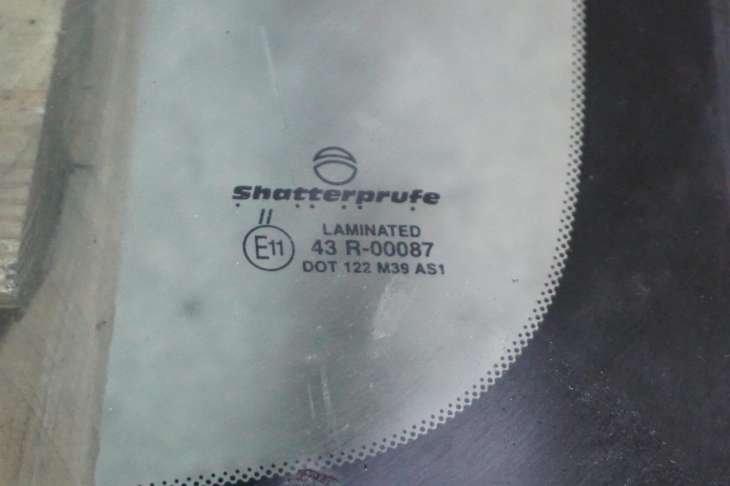 Shatterprufe
II
LAMINATED
E11 43 R-00087
DOT 122 M39 AS1